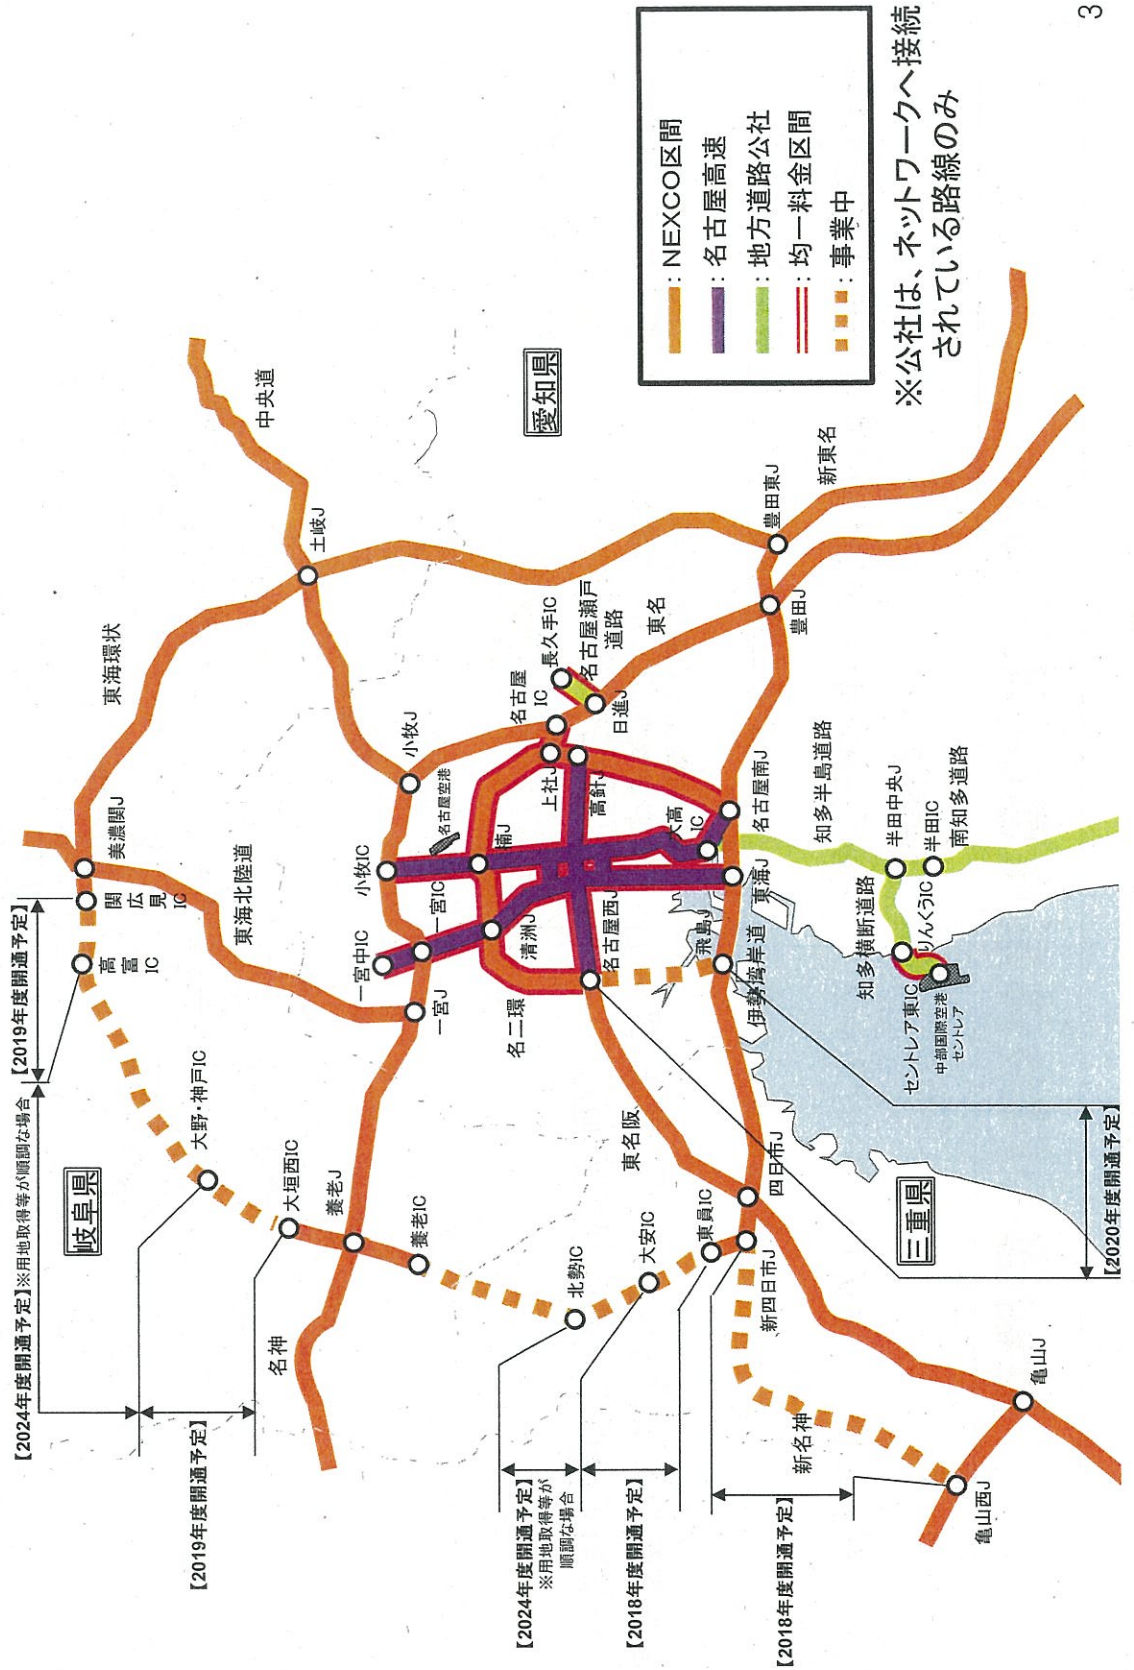 【2024年度開通予定】※用地取得等が順調な場合
【2019年度開通予定】
【2019年度開通予定】
岐阜県
高富
IC
関
広
見
IC
美濃関J
東海環状
土岐J
中央道
大野・神戸IC
大垣西IC
養老J
養老IC
名神
東海北陸道
一宮J
一宮中IC
一宮IC
小牧IC
小牧J
名古屋空港
楠J
清洲J
名二環
名古屋西J
上社J
高針J
名古屋
IC
長久手IC
名古屋瀬戸
道路
日進J
東名
愛知県
豊田J
豊田東J
新東名
大高
IC
名古屋南J
東海J
飛島J
伊勢湾岸道
知多半島道路
半田中央J
半田IC
南知多道路
知多横断道路
りんくうIC
セントレア東IC
中部国際空港
セントレア
【2024年度開通予定】
※用地取得等が
順調な場合
【2018年度開通予定】
【2018年度開通予定】
北勢IC
大安IC
東員IC
新四日市J
四日市J
東名阪
三重県
【2020年度開通予定】
新名神
亀山西J
亀山J
：NEXCO区間
：名古屋高速
：地方道路公社
：均一料金区間
：事業中
※公社は、ネットワークへ接続
されている路線のみ
3